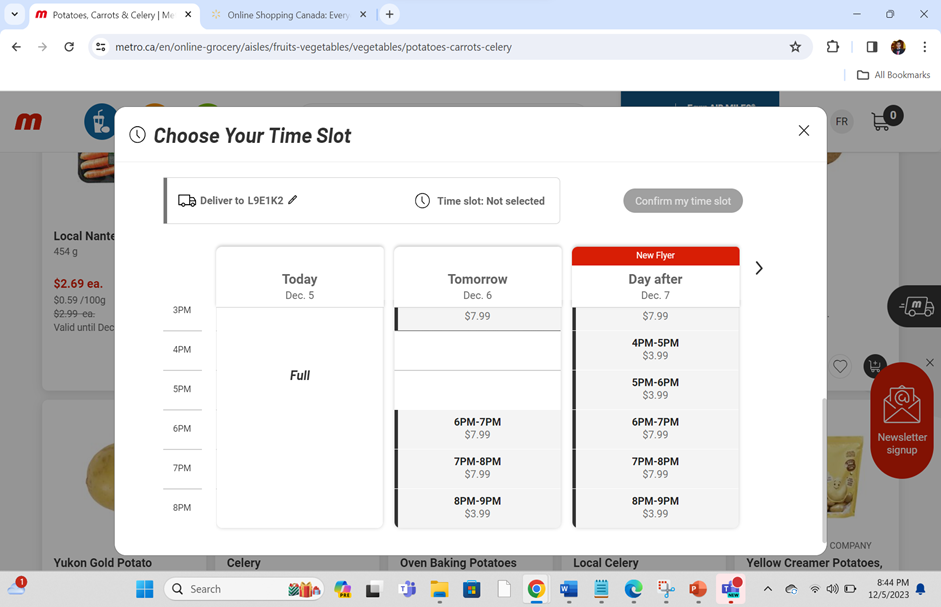 Potatoes, Carrots & Celery | Me
Online Shopping Canada: Every
metro.ca/en/online-grocery/aisles/fruits-vegetables/vegetables/potatoes-carrots-celery
All Bookmarks
m
FR
0
Choose Your Time Slot
Deliver to L9E1K2
Time slot: Not selected
Confirm my time slot
Local Nante
454 g
$2.69 ea.
$0.59 /100g
$2.99 ea.
Valid until Dec
New Flyer
Today
Dec. 5
Tomorrow
Dec. 6
Day after
Dec. 7
3PM
$7.99
$7.99
4PM
4PM-5PM
$3.99
Full
5PM
5PM-6PM
$3.99
6PM
6PM-7PM
$7.99
6PM-7PM
$7.99
7PM
7PM-8PM
$7.99
7PM-8PM
$7.99
8PM
8PM-9PM
$3.99
8PM-9PM
$3.99
m
Newsletter
signup
COMPANY
Yukon Gold Potato
Celery
Oven Baking Potatoes
Local Celery
Yellow Creamer Potatoes,
1
Search
PRE
NEW
8:44 PM
12/5/2023